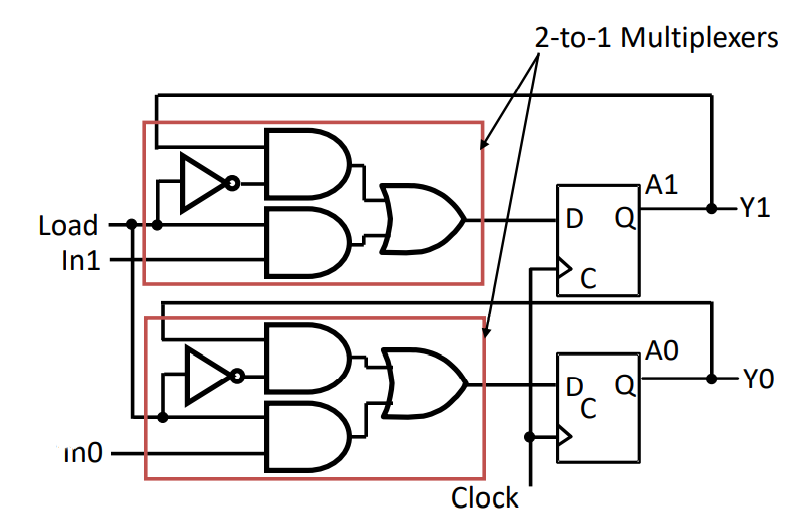 2-to-1 Multiplexers
A1
Load
D
Q
Y1
In1
C
A0
D
Q
Y0
C
In0
Clock